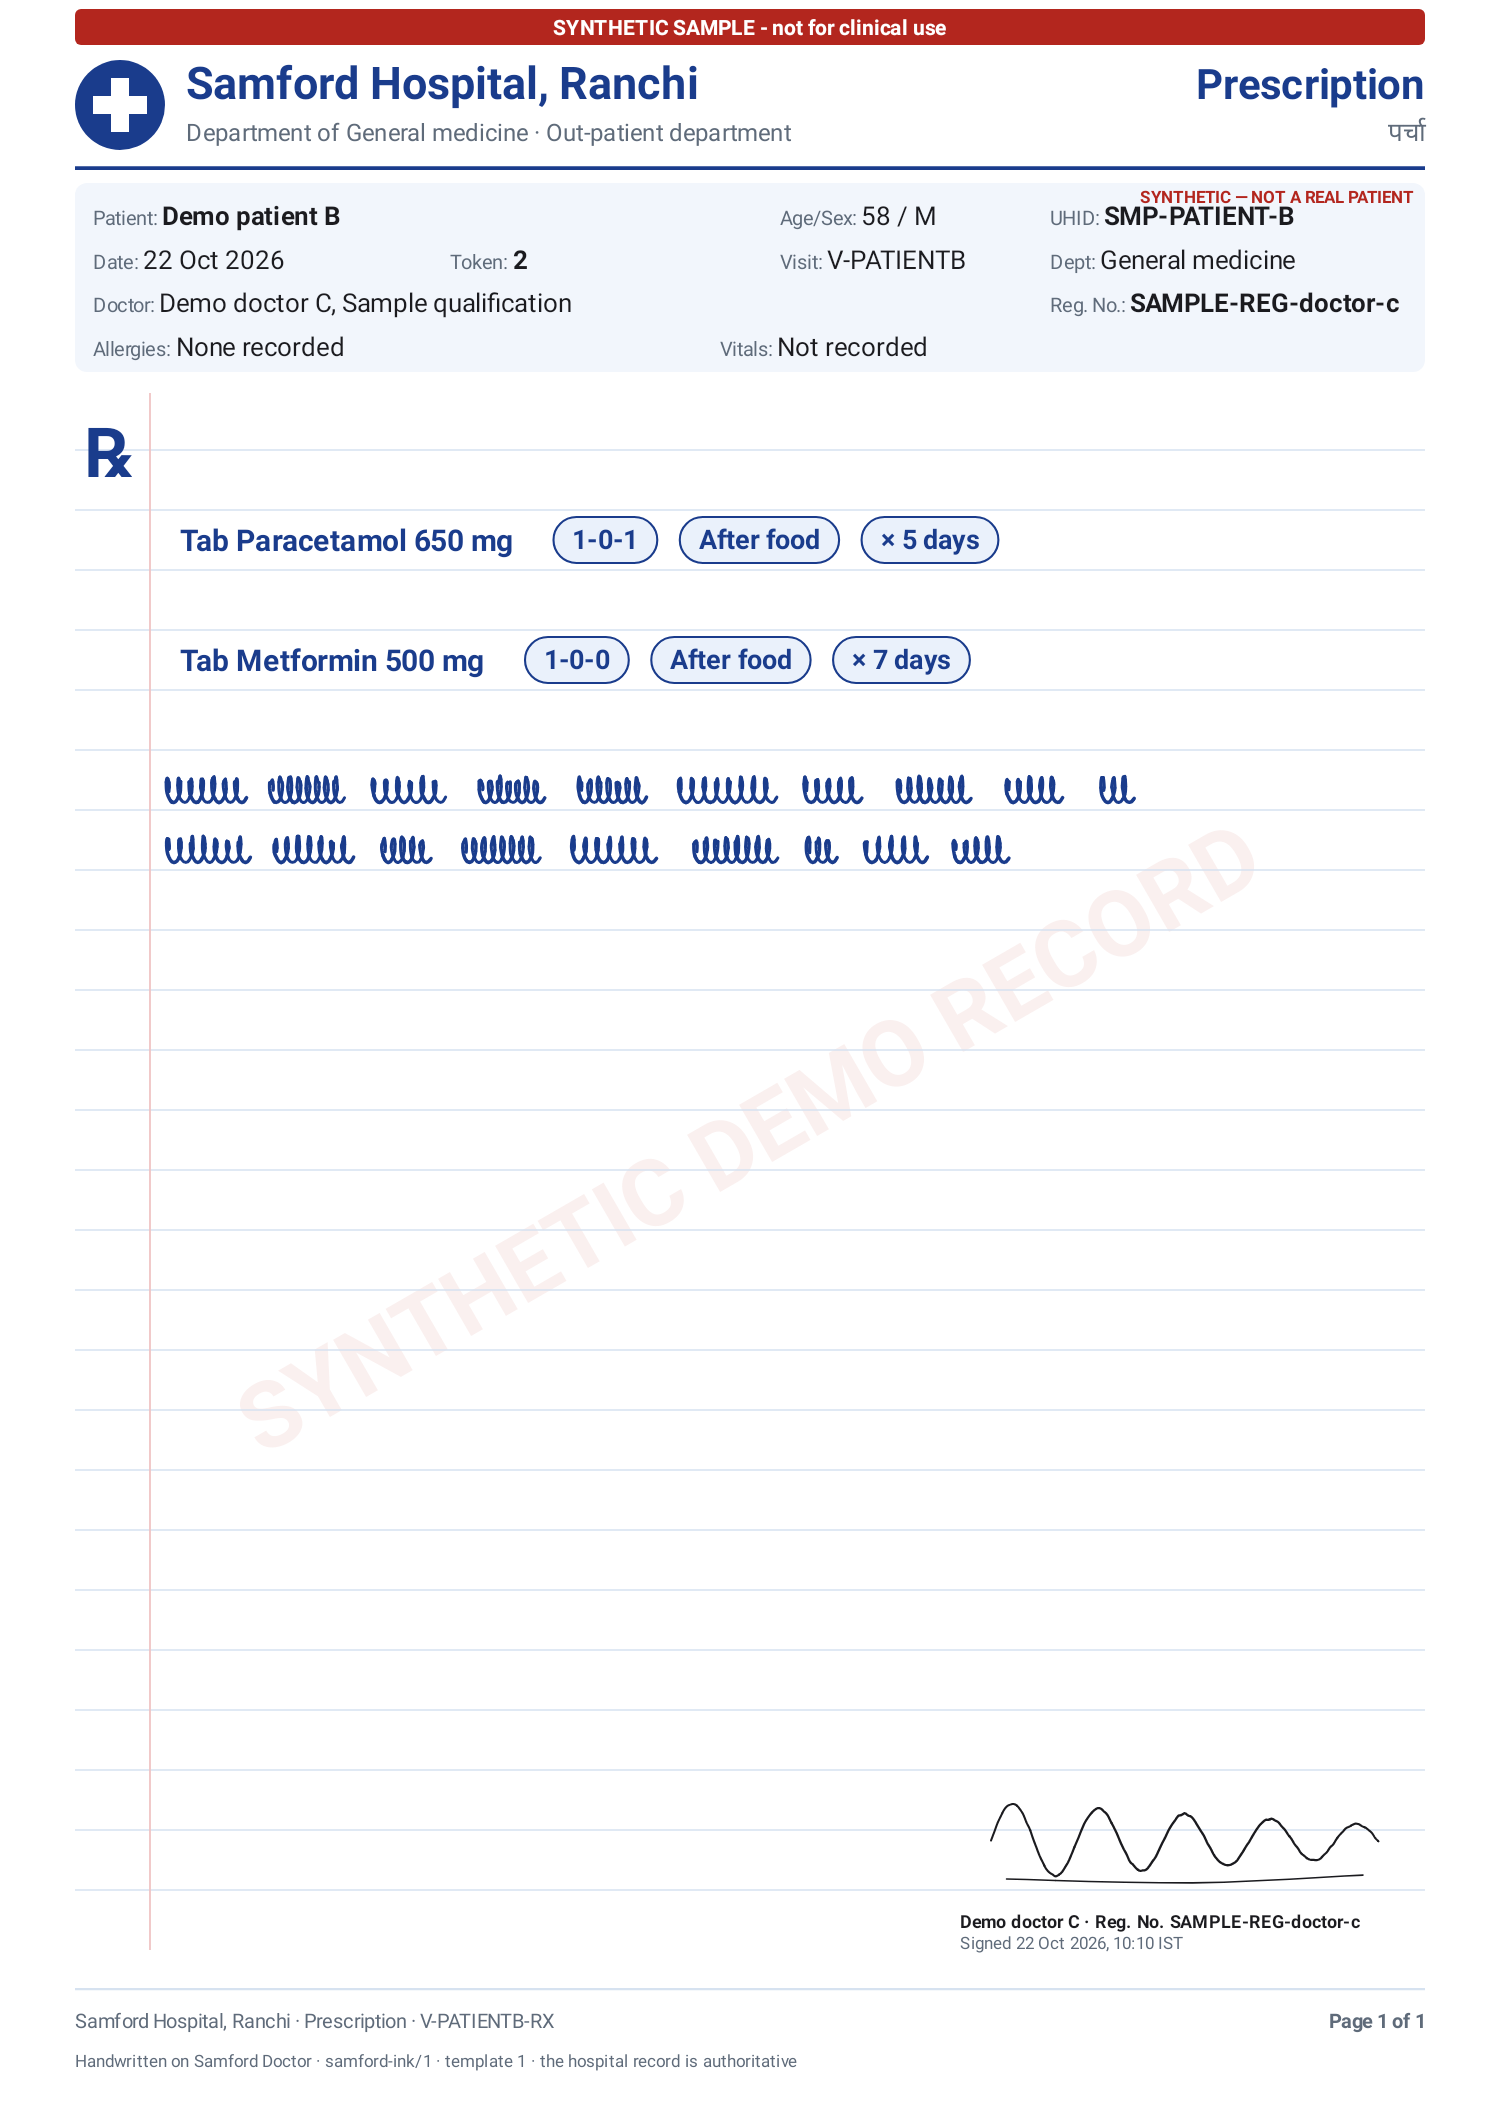 SYNTHETIC SAMPLE - not for clinical use
Samford Hospital, Ranchi
Prescription
Department of General medicine · Out-patient department
पर्चा
SYNTHETIC — NOT A REAL PATIENT
Patient: Demo patient B Age/Sex: 58 / M UHID: SMP-PATIENT-B
Date: 22 Oct 2026 Token: 2 Visit: V-PATIENTB Dept: General medicine
Doctor: Demo doctor C, Sample qualification Reg. No.: SAMPLE-REG-doctor-c
Allergies: None recorded Vitals: Not recorded
℞
Tab Paracetamol 650 mg 1-0-1 After food × 5 days
Tab Metformin 500 mg 1-0-0 After food × 7 days
SYNTHETIC DEMO RECORD
Demo doctor C · Reg. No. SAMPLE-REG-doctor-c
Signed 22 Oct 2026, 10:10 IST
Samford Hospital, Ranchi · Prescription · V-PATIENTB-RX Page 1 of 1
Handwritten on Samford Doctor · samford-ink/1 · template 1 · the hospital record is authoritative